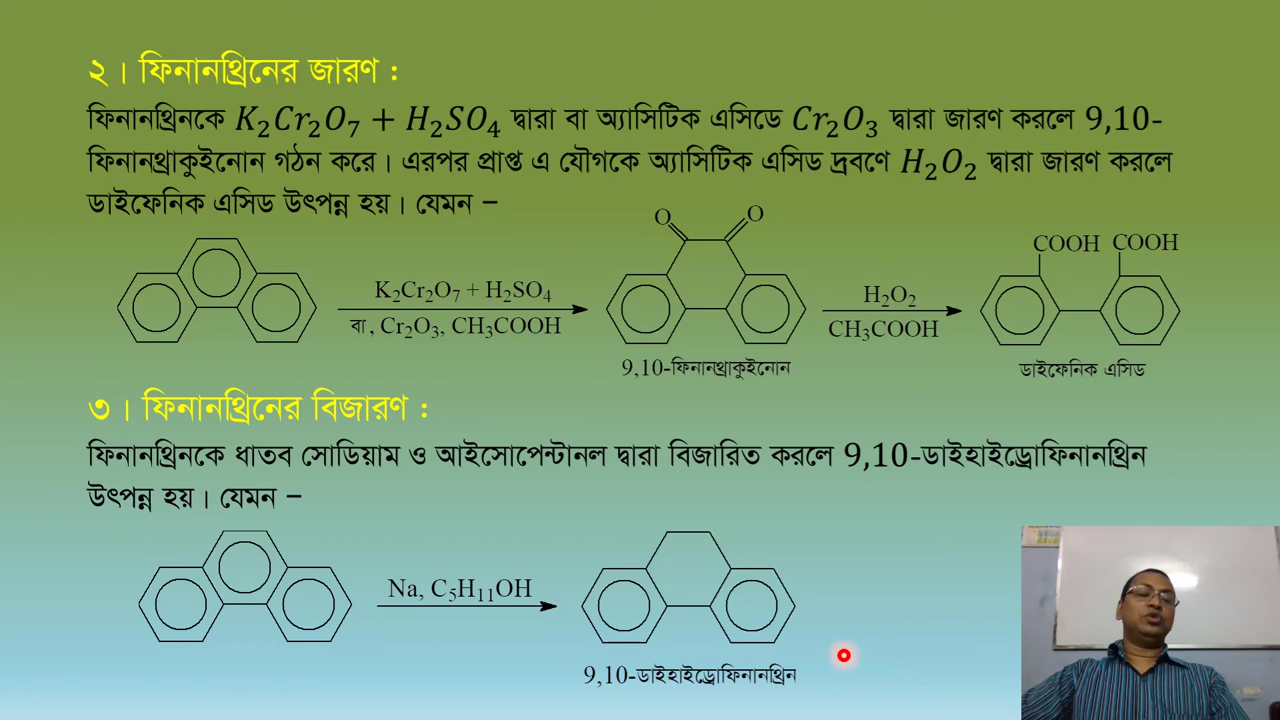 ২। ফিনানথ্রিনের জারণ :
ফিনানথ্রিনকে K₂Cr₂O₇ + H₂SO₄ দ্বারা বা অ্যাসিটিক এসিডে Cr₂O₃ দ্বারা জারণ করলে 9,10-
ফিনানথ্রাকুইনোন গঠন করে। এরপর প্রাপ্ত এ যৌগকে অ্যাসিটিক এসিড দ্রবণে H₂O₂ দ্বারা জারণ করলে
ডাইফেনিক এসিড উৎপন্ন হয়। যেমন –
O O
COOH COOH
K₂Cr₂O₇ + H₂SO₄
বা, Cr₂O₃, CH₃COOH
H₂O₂
CH₃COOH
9,10-ফিনানথ্রাকুইনোন
ডাইফেনিক এসিড
৩। ফিনানথ্রিনের বিজারণ :
ফিনানথ্রিনকে ধাতব সোডিয়াম ও আইসোপেন্টানল দ্বারা বিজারিত করলে 9,10-ডাইহাইড্রোফিনানথ্রিন
উৎপন্ন হয়। যেমন –
Na, C₅H₁₁OH
9,10-ডাইহাইড্রোফিনানথ্রিন